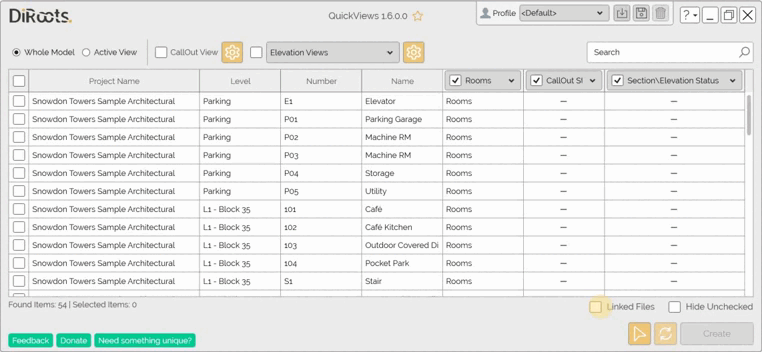 DiRoots.
QuickViews 1.6.0.0
Profile <Default>
?
Whole Model Active View CallOut View Elevation Views Search
Project Name Level Number Name Rooms CallOut St Section\Elevation Status
Snowdon Towers Sample Architectural Parking E1 Elevator Rooms – –
Snowdon Towers Sample Architectural Parking P01 Parking Garage Rooms – –
Snowdon Towers Sample Architectural Parking P02 Machine RM Rooms – –
Snowdon Towers Sample Architectural Parking P03 Machine RM Rooms – –
Snowdon Towers Sample Architectural Parking P04 Storage Rooms – –
Snowdon Towers Sample Architectural Parking P05 Utility Rooms – –
Snowdon Towers Sample Architectural L1 - Block 35 101 Café Rooms – –
Snowdon Towers Sample Architectural L1 - Block 35 102 Café Kitchen Rooms – –
Snowdon Towers Sample Architectural L1 - Block 35 103 Outdoor Covered Di Rooms – –
Snowdon Towers Sample Architectural L1 - Block 35 104 Pocket Park Rooms – –
Snowdon Towers Sample Architectural L1 - Block 35 S1 Stair Rooms – –
Found Items: 54 | Selected Items: 0 Linked Files Hide Unchecked
Feedback Donate Need something unique? Create